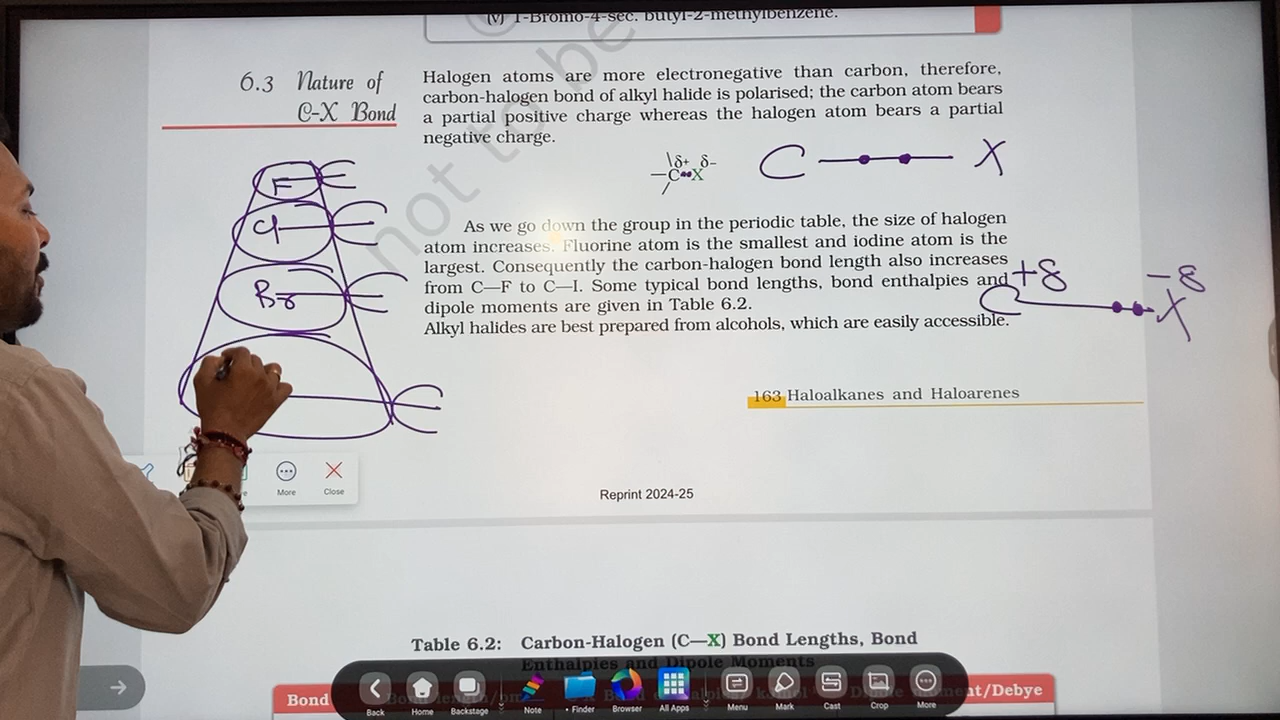 (v) 1-Bromo-4-sec. butyl-2-methylbenzene.
6.3 Nature of
C-X Bond
Halogen atoms are more electronegative than carbon, therefore,
carbon-halogen bond of alkyl halide is polarised; the carbon atom bears
a partial positive charge whereas the halogen atom bears a partial
negative charge.
δ+ δ-
C X
C X
F
Cl
Br
not to be
As we go down the group in the periodic table, the size of halogen
atom increases. Fluorine atom is the smallest and iodine atom is the
largest. Consequently the carbon-halogen bond length also increases
from C—F to C—I. Some typical bond lengths, bond enthalpies and
dipole moments are given in Table 6.2.
Alkyl halides are best prepared from alcohols, which are easily accessible.
+δ -δ
C X
163 Haloalkanes and Haloarenes
More Close
Reprint 2024-25
Table 6.2: Carbon-Halogen (C—X) Bond Lengths, Bond
Enthalpies and Dipole Moments
Bond
Back Home Backstage Note • Finder Browser All Apps Menu Mark Cast Crop More